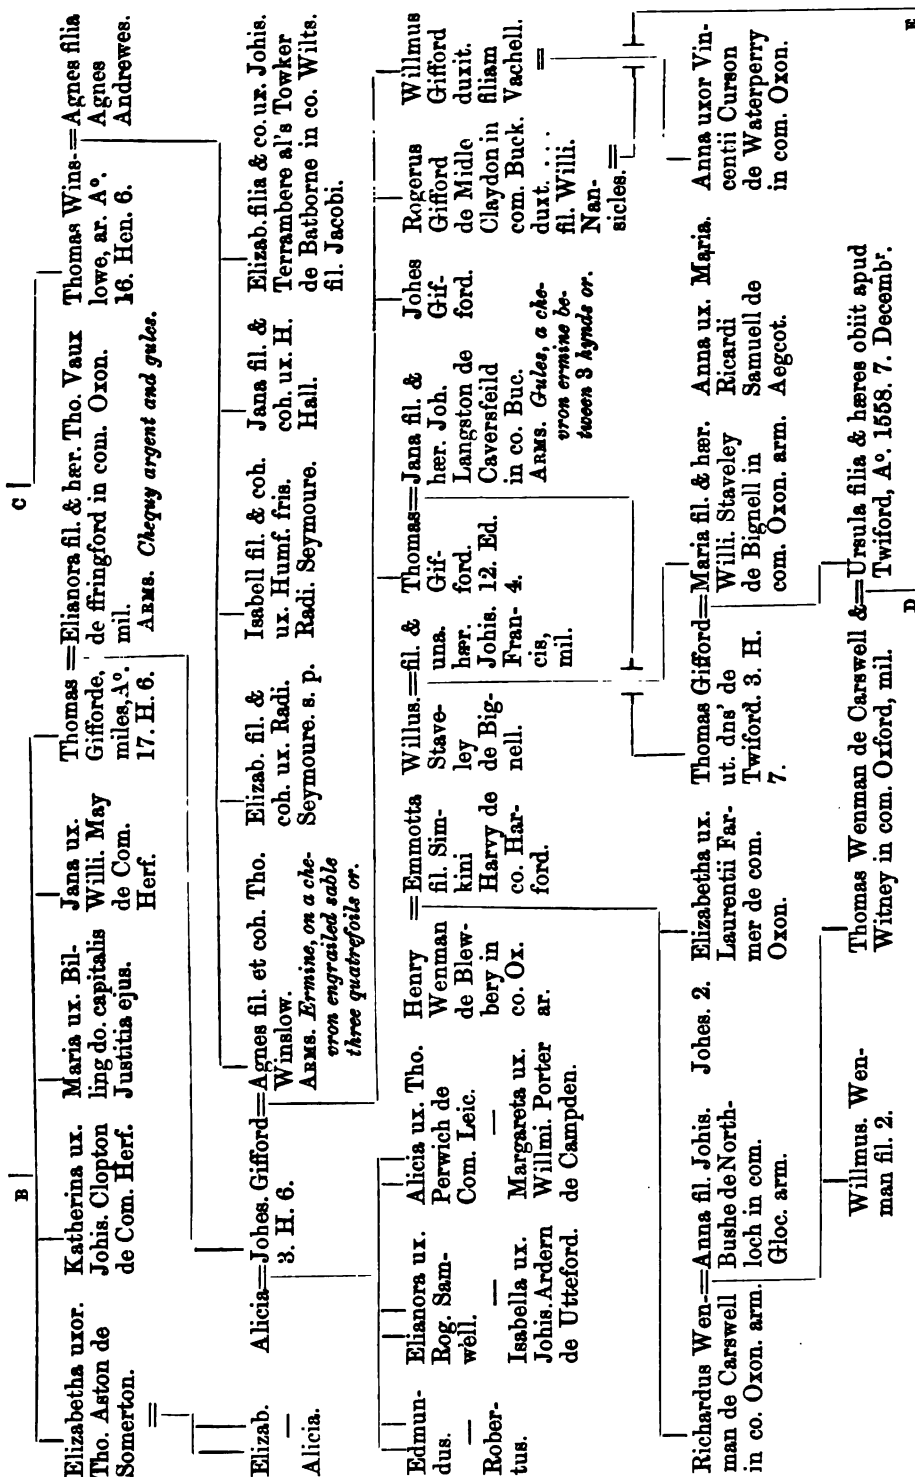 B
C
Elizabetha uxor.
Tho. Aston de
Somerton.
Katherina ux.
Johis. Clopton
de Com. Herf.
Maria ux. Bil-
ling do. capitalis
Justitia ejus.
Jana ux.
Willi. May
de Com.
Herf.
Thomas
Gifforde,
miles, Aº.
17. H. 6.
=Elianora fil. & hær. Tho. Vaux
de ffringford in com. Oxon.
mil.
ARMS. Chequy argent and gules.
Thomas Wins-
lowe, ar. Aº.
16. Hen. 6.
=Agnes filia
Agnes
Andrewes.
Elizab.
—
Alicia.
Alicia=Johes. Gifford=Agnes fil. et coh. Tho.
3. H. 6.
Winslow.
ARMS. Ermine, on a che-
vron engrailed sable
three quatrefoils or.
Elizab. fil. &
coh. ux. Radi.
Seymoure. s. p.
Isabell fil. & coh.
ux. Humf. fris.
Radi. Seymoure.
Jana fil. &
coh. ux. H.
Hall.
Elizab. filia & co. ux. Johis.
Terrambere al's Towker
de Batborne in co. Wilts.
fil. Jacobi.
Edmun-
dus.
—
Rober-
tus.
Elianora ux.
Rog. Sam-
well.
—
Isabella ux.
Johis. Ardern
de Utteford.
Alicia ux. Tho.
Perwich de
Com. Leic.
—
Margareta ux.
Willmi. Porter
de Campden.
Henry
Wenman
de Blew-
bery in
co. Ox
ar.
=Emmotta
fil. Sim-
kini
Harvy de
co. Har-
ford.
Willus.
Stave-
ley
de Big-
nell.
=fil. &
una.
hær.
Johis.
Fran-
cis,
mil.
Thomas
Gif-
ford.
12. Ed.
4.
=Jana fil. &
hær. Joh.
Langston de
Caversfeild
in co. Buc.
ARMS. Gules, a che-
vron ermine be-
tween 3 hynds or.
Johes
Gif-
ford.
Rogerus
Gifford
de Midle
Claydon in
com. Buck.
duxt. ....
fil. Willi.
Nan-
sicles.=
Willmus
Gifford
duxit.
filiam
Vachell.
=
Richardus Wen-
man de Carswell
in co. Oxon. arm.
=Anna fil. Johis.
Bushe de North-
loch in com.
Gloc. arm.
Johes. 2.
Elizabetha ux.
Laurentii Far-
mer de com.
Oxon.
Thomas Gifford
ut. dns' de
Twiford. 3. H.
7.
=Maria fil. & hær.
Willi. Staveley
de Bignell in
com. Oxon. arm.
Anna ux.
Ricardi
Samuell de
Aegcot.
Maria.
Anna uxor Vin-
centii Curson
de Waterperry
in com. Oxon.
Willmus. Wen-
man fil. 2.
Thomas Wenman de Carswell &
Witney in com. Oxford, mil.
=Ursula filia & hæres obiit apud
Twiford, Aº. 1558. 7. Decembr.
D
E